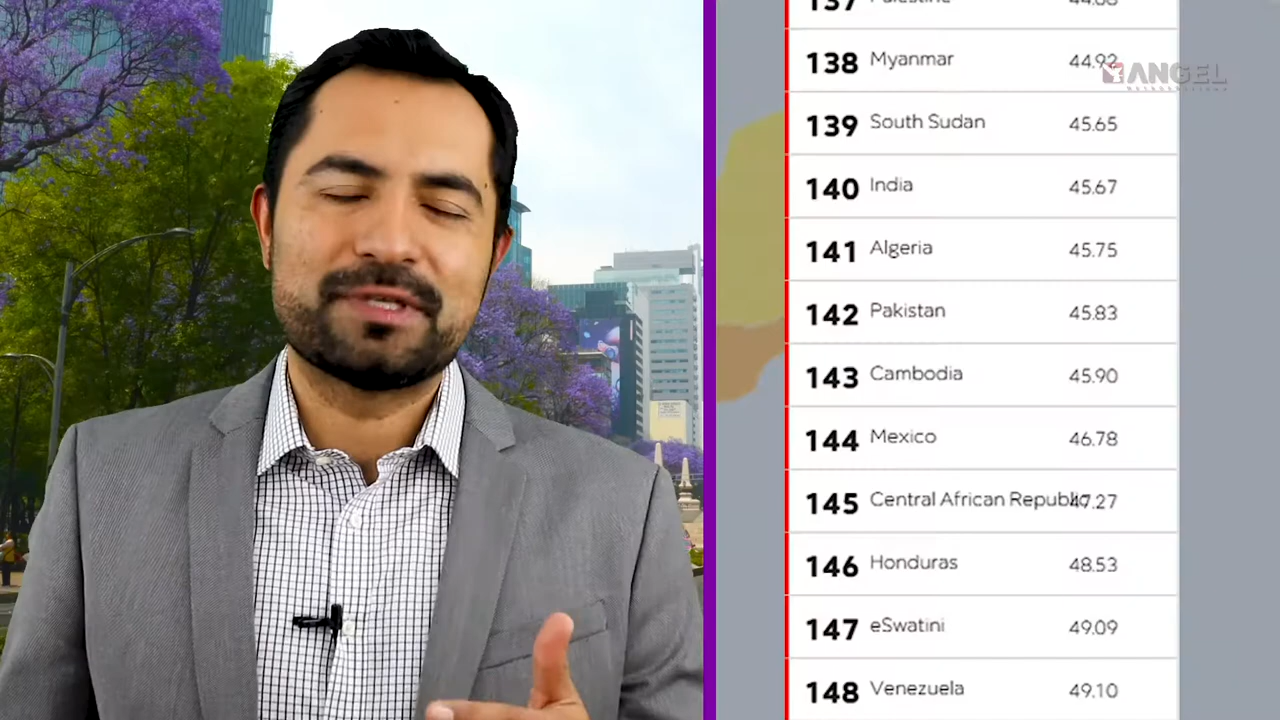 137 Palestine
138 Myanmar 44.92
ANGEL
139 South Sudan 45.65
140 India 45.67
141 Algeria 45.75
142 Pakistan 45.83
143 Cambodia 45.90
144 Mexico 46.78
145 Central African Republic 47.27
146 Honduras 48.53
147 eSwatini 49.09
148 Venezuela 49.10